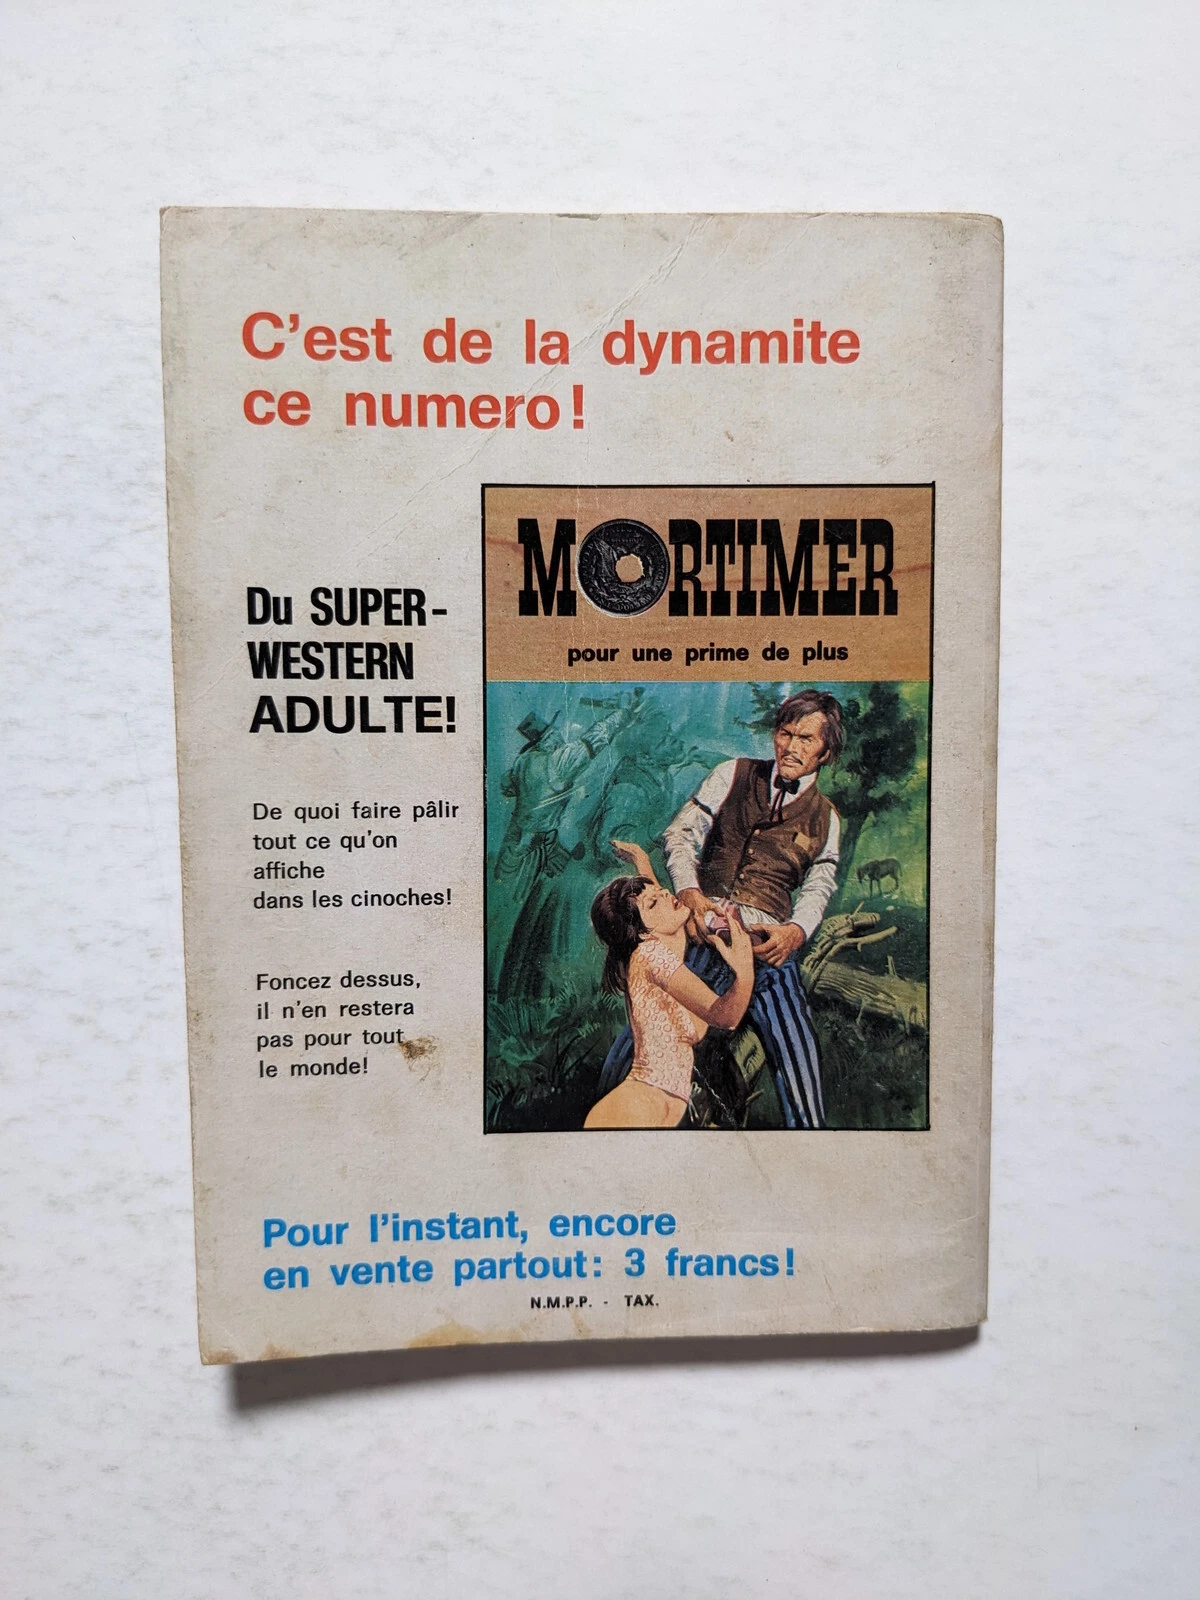 C'est de la dynamite
ce numero!
MORTIMER
pour une prime de plus
Du SUPER-
WESTERN
ADULTE!
De quoi faire pâlir
tout ce qu'on
affiche
dans les cinoches!
Foncez dessus,
il n'en restera
pas pour tout
le monde!
Pour l'instant, encore
en vente partout: 3 francs!
N.M.P.P. - TAX.